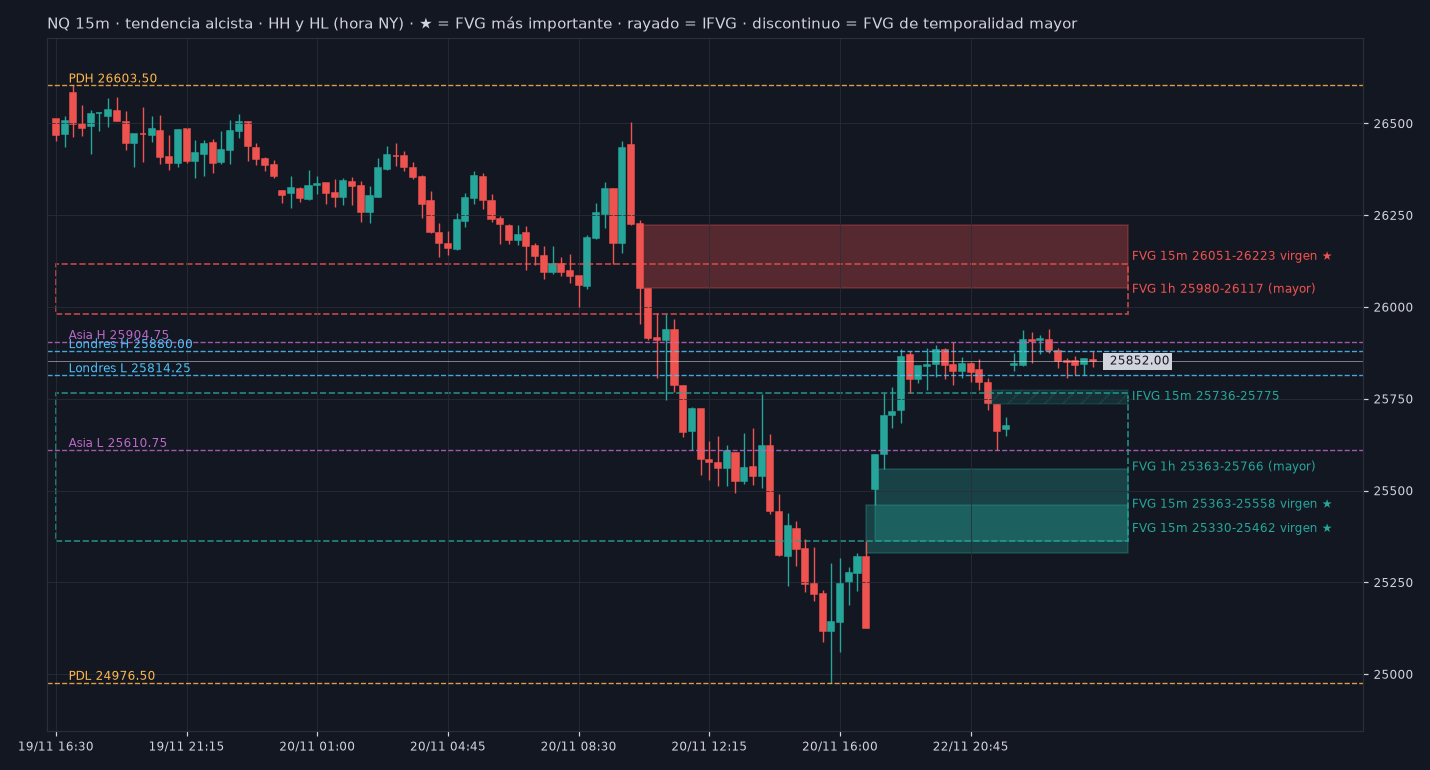 NQ 15m · tendencia alcista · HH y HL (hora NY) · ★ = FVG más importante · rayado = IFVG · discontinuo = FVG de temporalidad mayor
PDH 26603.50
26500
26250
FVG 15m 26051-26223 virgen ★
FVG 1h 25980-26117 (mayor)
26000
Asia H 25904.75
Londres H 25880.00
25852.00
Londres L 25814.25
IFVG 15m 25736-25775
25750
Asia L 25610.75
FVG 1h 25363-25766 (mayor)
25500
FVG 15m 25363-25558 virgen ★
FVG 15m 25330-25462 virgen ★
25250
PDL 24976.50
25000
19/11 16:30
19/11 21:15
20/11 01:00
20/11 04:45
20/11 08:30
20/11 12:15
20/11 16:00
22/11 20:45